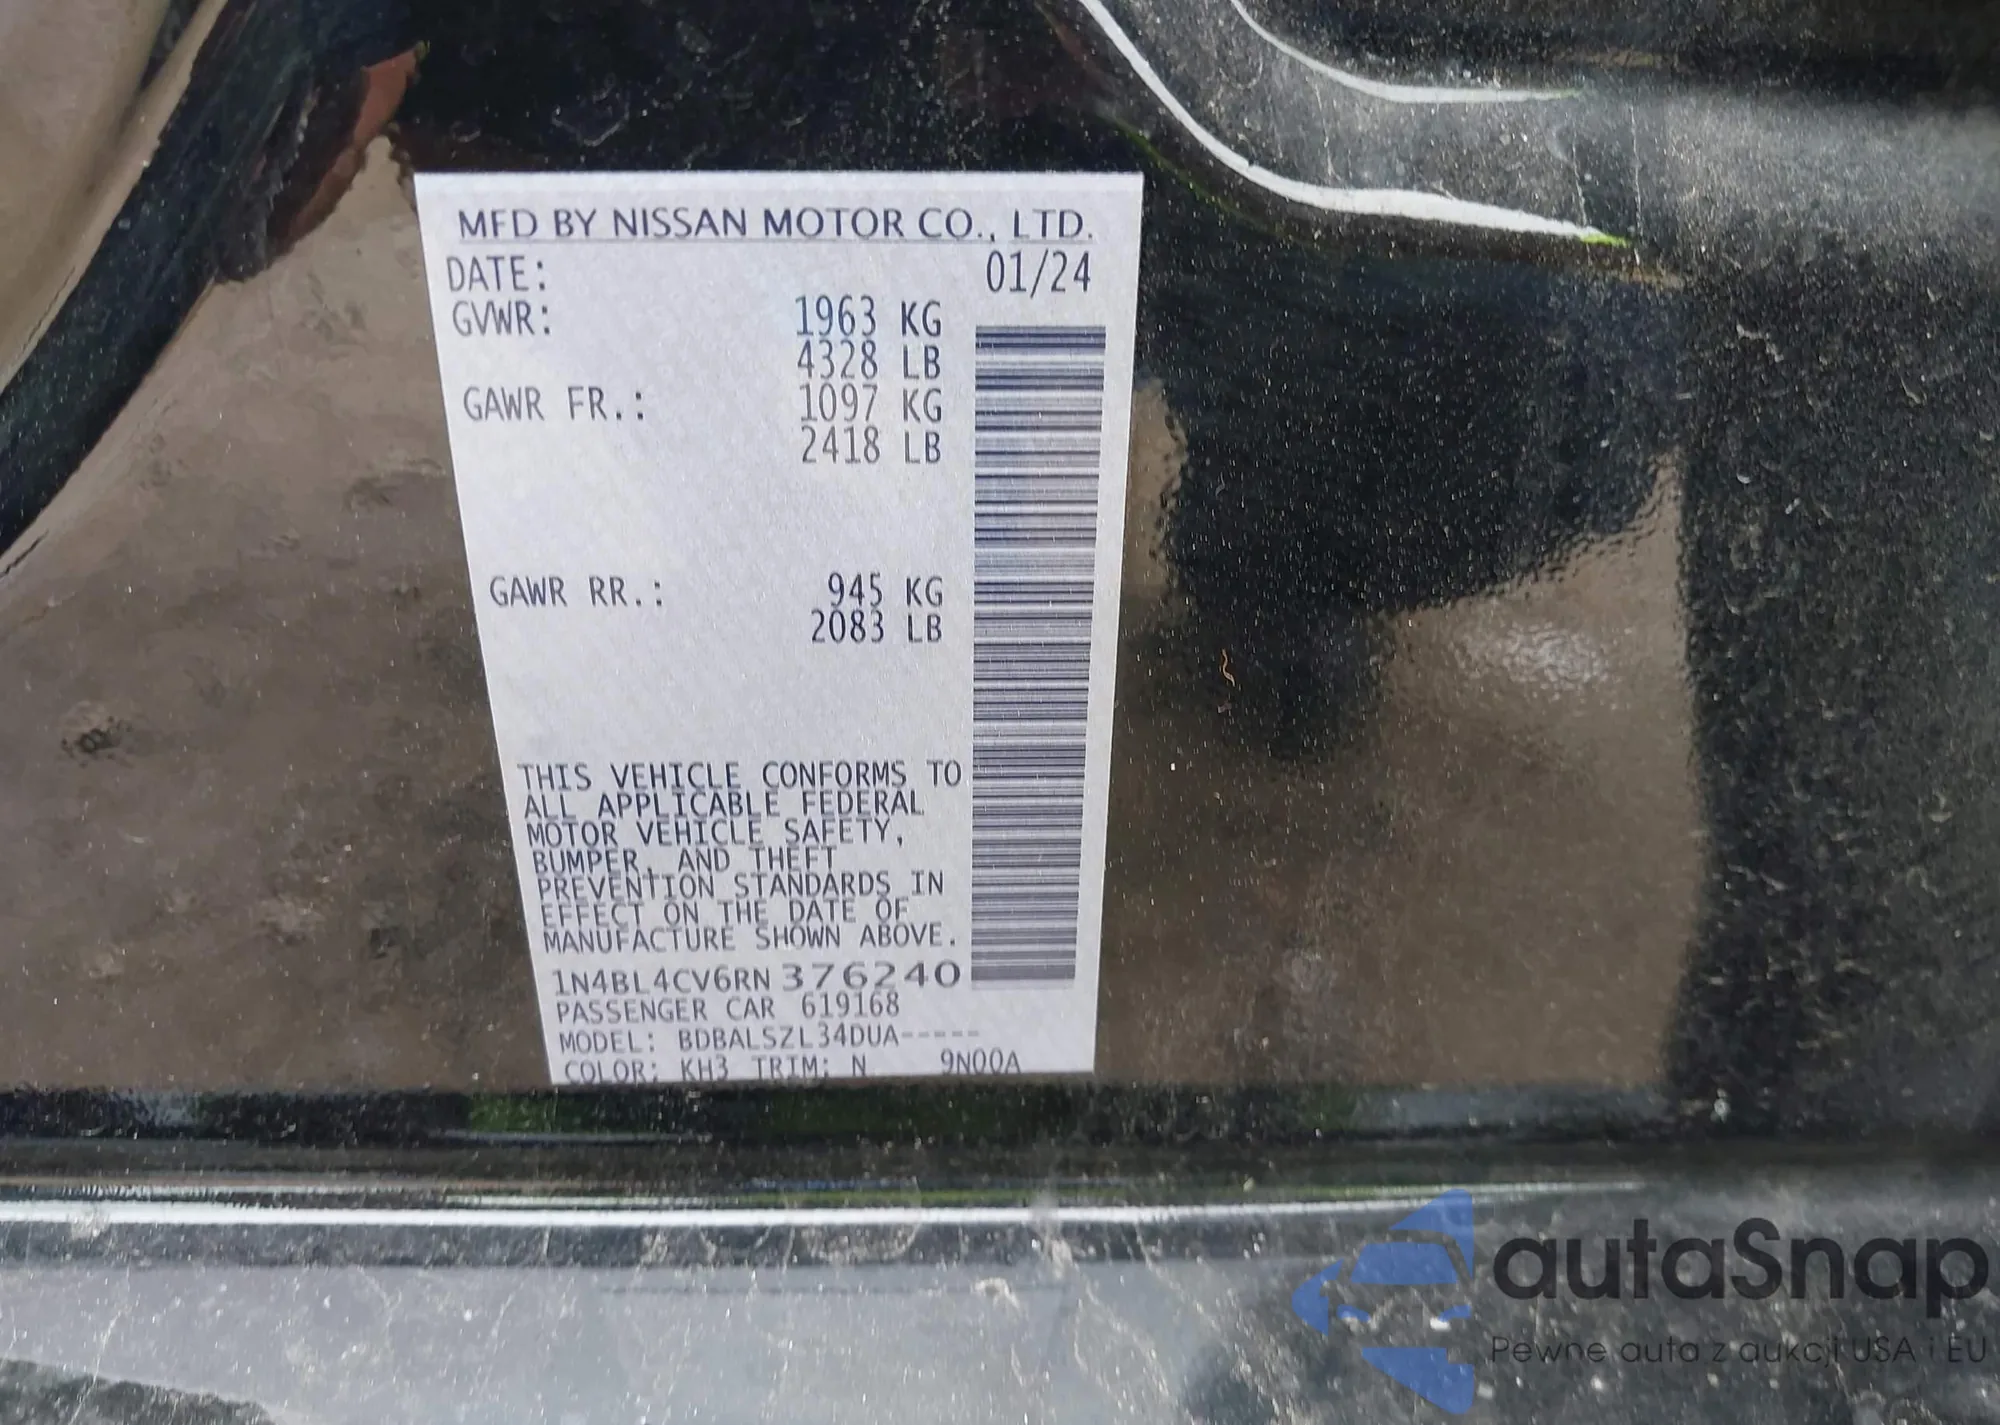 MFD BY NISSAN MOTOR CO., LTD.
DATE: 01/24
GVWR: 1963 KG
4328 LB
GAWR FR.: 1097 KG
2418 LB
GAWR RR.: 945 KG
2083 LB
THIS VEHICLE CONFORMS TO
ALL APPLICABLE FEDERAL
MOTOR VEHICLE SAFETY,
BUMPER, AND THEFT
PREVENTION STANDARDS IN
EFFECT ON THE DATE OF
MANUFACTURE SHOWN ABOVE.
1N4BL4CV6RN376240
PASSENGER CAR 619168
MODEL: BDBALSZL34DUA-----
COLOR: KH3 TRIM: N 9N00A
autaSnap
Pewne auta z aukcji USA i EU